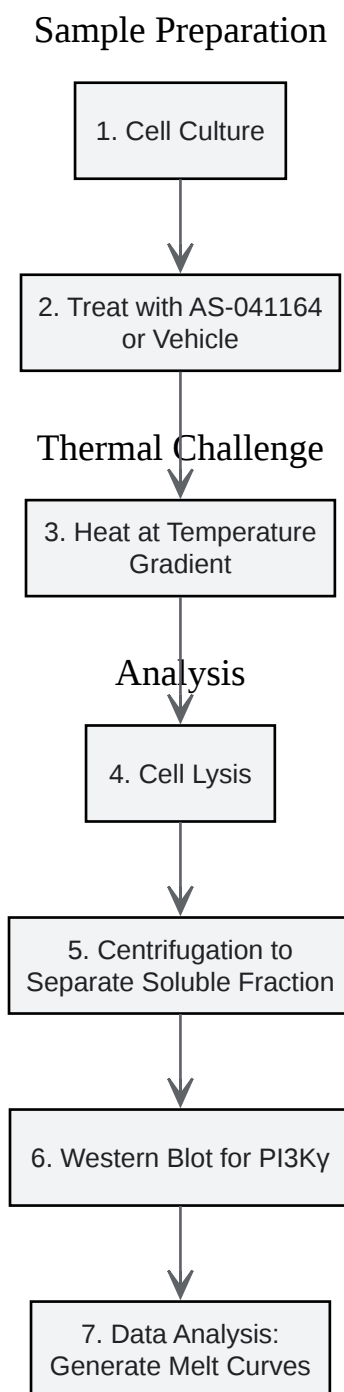 Sample Preparation
1. Cell Culture
2. Treat with AS-041164
or Vehicle
Thermal Challenge
3. Heat at Temperature
Gradient
Analysis
4. Cell Lysis
5. Centrifugation to
Separate Soluble Fraction
6. Western Blot for PI3Kγ
7. Data Analysis:
Generate Melt Curves